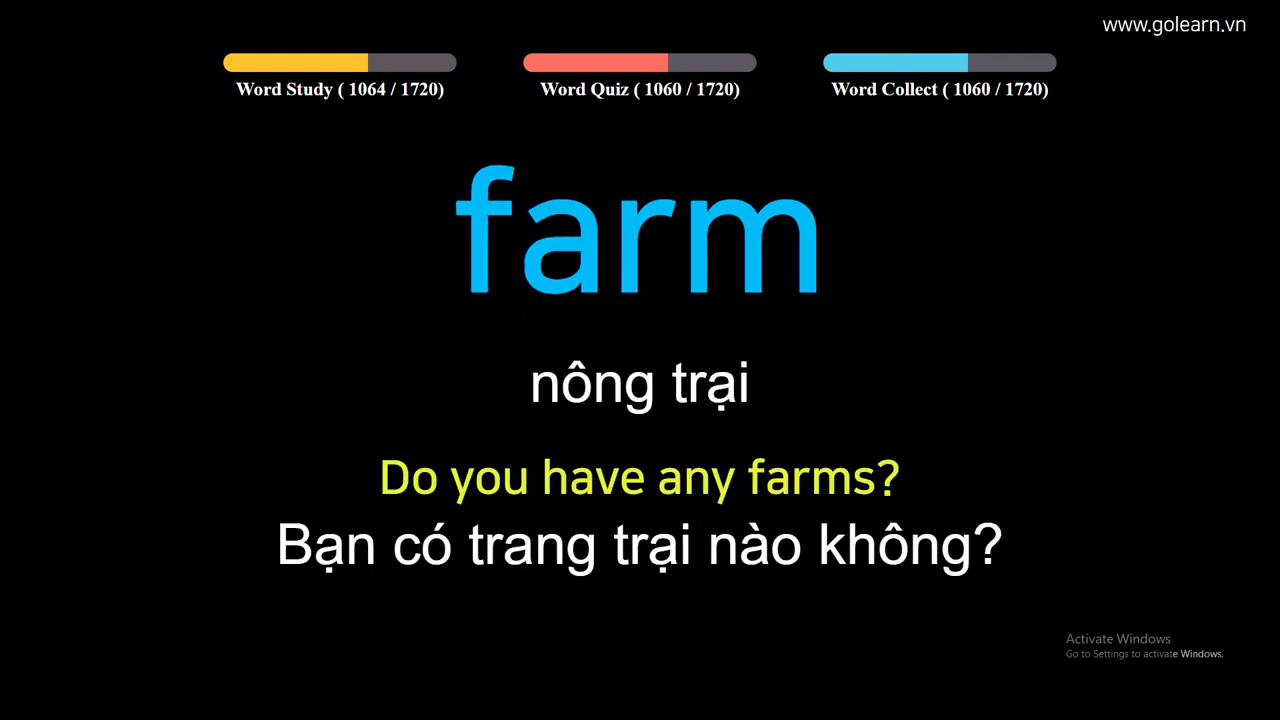 www.golearn.vn
Word Study ( 1064 / 1720)
Word Quiz ( 1060 / 1720)
Word Collect ( 1060 / 1720)
farm
nông trại
Do you have any farms?
Bạn có trang trại nào không?
Activate Windows
Go to Settings to activate Windows.